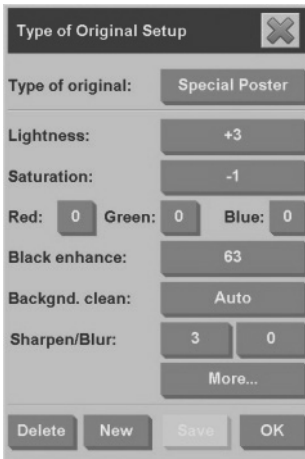 Type of Original Setup
Type of original: Special Poster
Lightness: +3
Saturation: -1
Red: 0 Green: 0 Blue: 0
Black enhance: 63
Backgnd. clean: Auto
Sharpen/Blur: 3 0
More...
Delete New Save OK